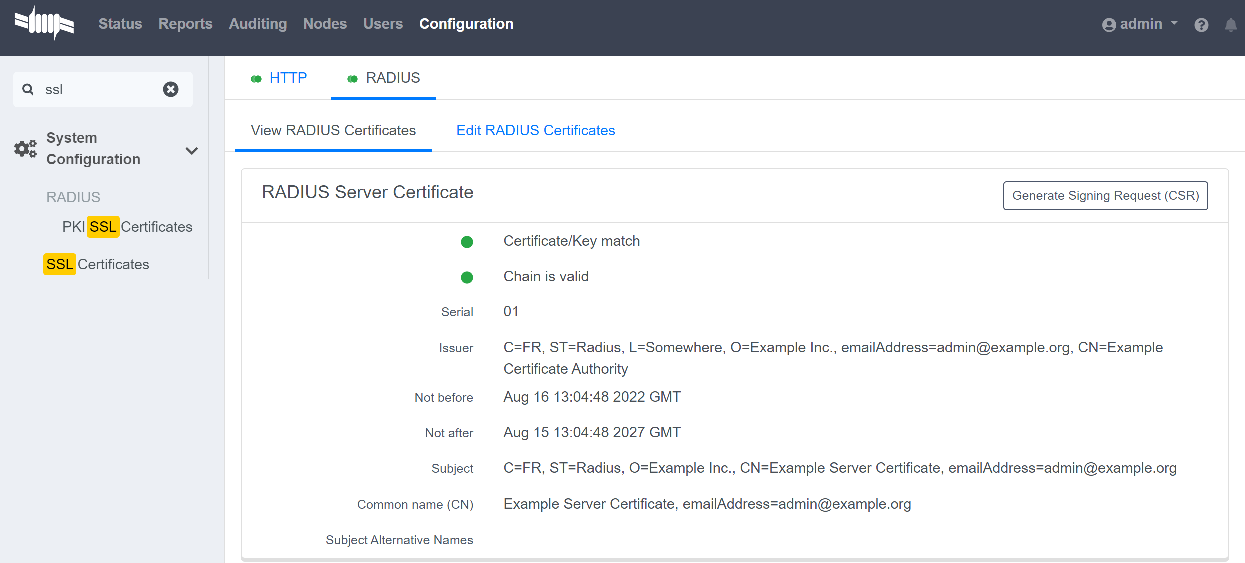 Status Reports Auditing Nodes Users Configuration admin
ssl
System
Configuration
RADIUS
PKI SSL Certificates
SSL Certificates
HTTP RADIUS
View RADIUS Certificates Edit RADIUS Certificates
RADIUS Server Certificate Generate Signing Request (CSR)
Certificate/Key match
Chain is valid
Serial 01
Issuer C=FR, ST=Radius, L=Somewhere, O=Example Inc., emailAddress=admin@example.org, CN=Example
Certificate Authority
Not before Aug 16 13:04:48 2022 GMT
Not after Aug 15 13:04:48 2027 GMT
Subject C=FR, ST=Radius, O=Example Inc., CN=Example Server Certificate, emailAddress=admin@example.org
Common name (CN) Example Server Certificate, emailAddress=admin@example.org
Subject Alternative Names